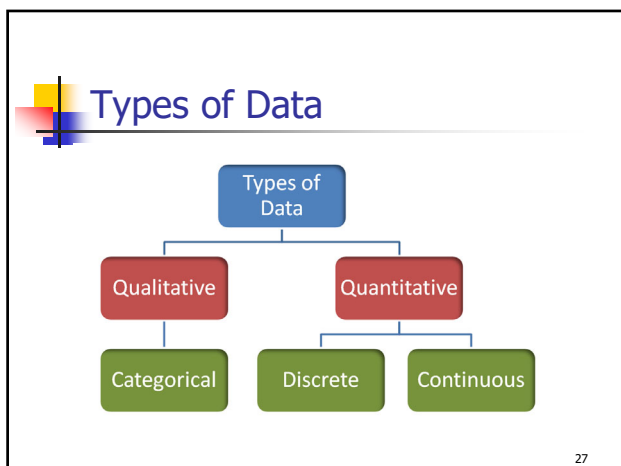 Types of Data
Types of
Data
Qualitative
Quantitative
Categorical
Discrete
Continuous
27